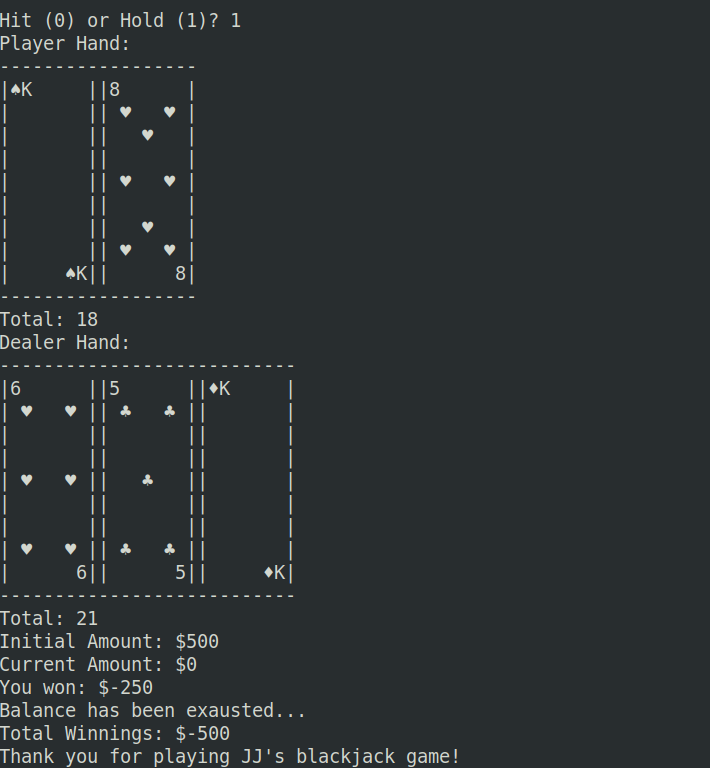 Hit (0) or Hold (1)? 1
Player Hand:
------------------
|♠K     ||8      |
|       || ♥   ♥ |
|       ||   ♥   |
|       ||       |
|       || ♥   ♥ |
|       ||       |
|       ||   ♥   |
|       || ♥   ♥ |
|     ♠K||      8|
------------------
Total: 18
Dealer Hand:
---------------------------
|6      ||5      ||♦K     |
| ♥   ♥ || ♣   ♣ ||       |
|       ||       ||       |
|       ||       ||       |
| ♥   ♥ ||   ♣   ||       |
|       ||       ||       |
|       ||       ||       |
| ♥   ♥ || ♣   ♣ ||       |
|      6||      5||     ♦K|
---------------------------
Total: 21
Initial Amount: $500
Current Amount: $0
You won: $-250
Balance has been exausted...
Total Winnings: $-500
Thank you for playing JJ's blackjack game!